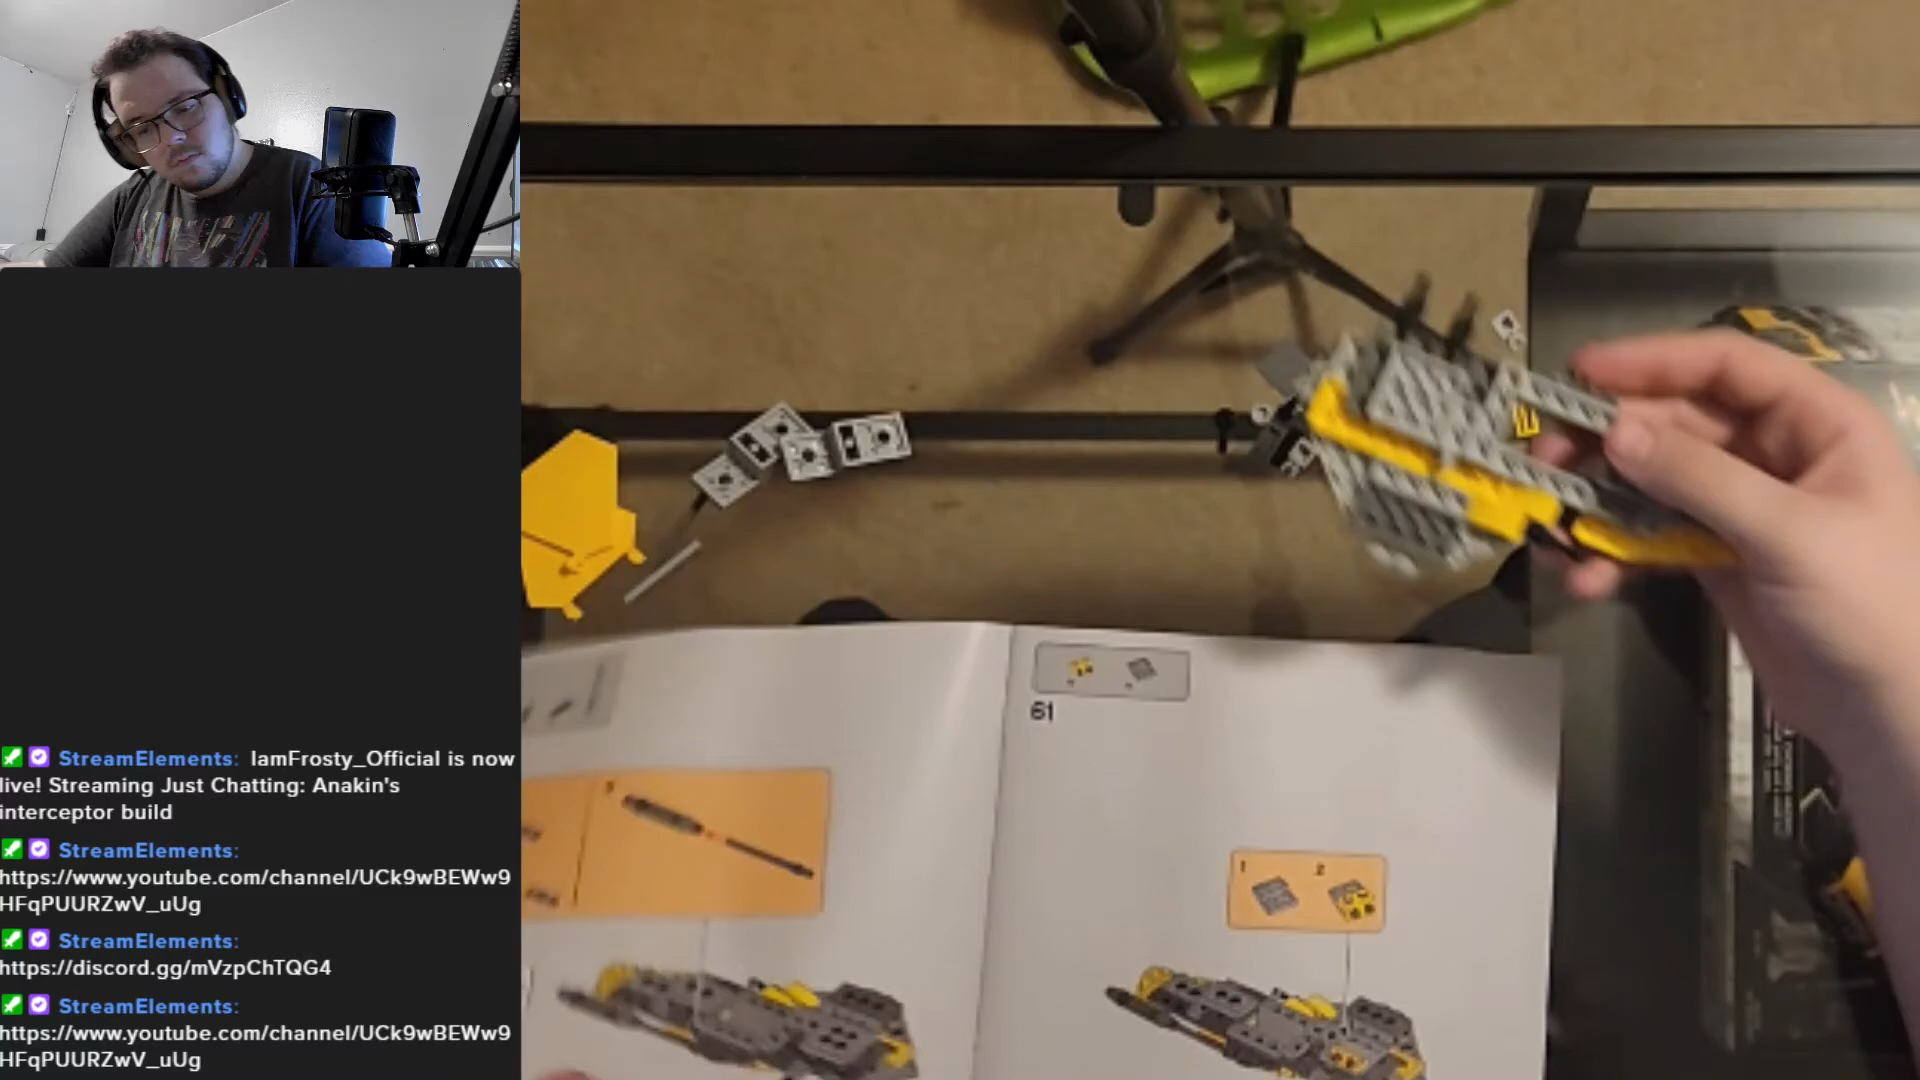 StreamElements: IamFrosty_Official is now
live! Streaming Just Chatting: Anakin's
interceptor build
StreamElements:
https://www.youtube.com/channel/UCk9wBEWw9
HFqPUURZwV_uUg
StreamElements:
https://discord.gg/mVzpChTQG4
StreamElements:
https://www.youtube.com/channel/UCk9wBEWw9
HFqPUURZwV_uUg
61
1 2